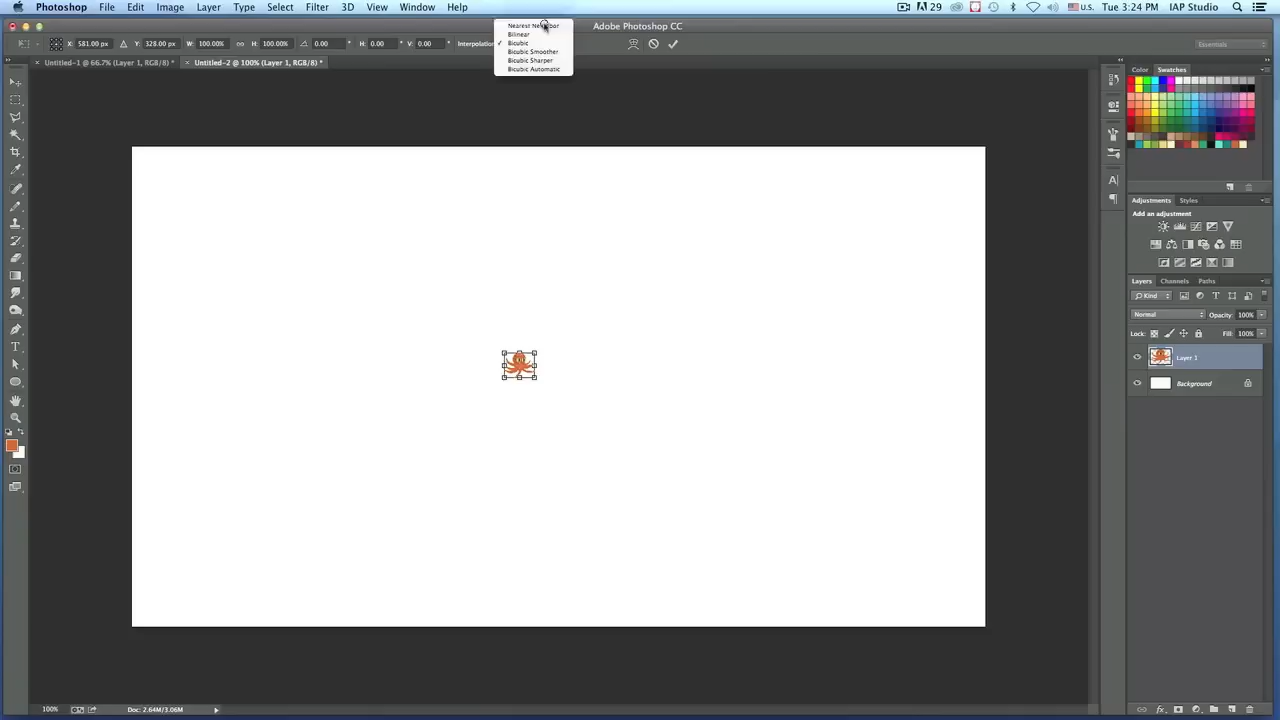 Photoshop File Edit Image Layer Type Select Filter 3D View Window Help 29 U.S. Tue 3:24 PM IAP Studio
Nearest Neighbor
Adobe Photoshop CC
Bilinear
X: 581.00 px Y: 328.00 px W: 100.00% H: 100.00% 0.00 ° H: 0.00 ° V: 0.00 ° Interpolation
Bicubic
Essentials
Bicubic Smoother
Bicubic Sharper
Bicubic Automatic
× Untitled-1 @ 66.7% (Layer 1, RGB/8) * × Untitled-2 @ 100% (Layer 1, RGB/8) *
Color Swatches
Adjustments Styles
Add an adjustment
Layers Channels Paths
Kind
Normal Opacity: 100%
Lock: Fill: 100%
Layer 1
Background
100% Doc: 2.64M/3.06M